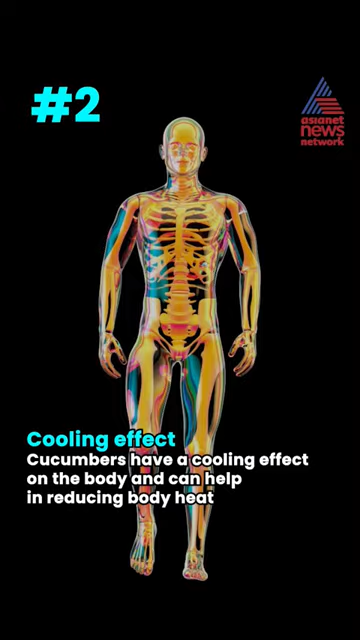 #2
asianet
news
network
Cooling effect
Cucumbers have a cooling effect
on the body and can help
in reducing body heat